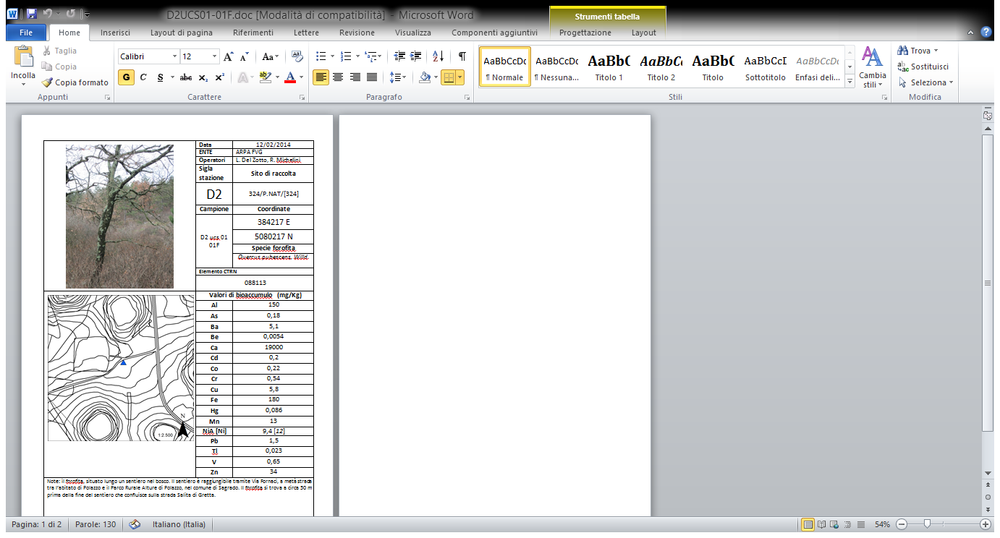 D2UCS01-01F.doc [Modalità di compatibilità] - Microsoft Word
Strumenti tabella
File Home Inserisci Layout di pagina Riferimenti Lettere Revisione Visualizza Componenti aggiuntivi Progettazione Layout
Incolla
Taglia
Copia
Copia formato
Appunti
Calibri 12
G C S abc x₂ x²
Carattere
Paragrafo
AaBbCcDc AaBbCcDc AaBbC AaBbCc AaBbC AaBbCcI AaBbCcDc
¶ Normale ¶ Nessuna... Titolo 1 Titolo 2 Titolo Sottotitolo Enfasi deli...
Stili
Cambia
stili
Trova
Sostituisci
Seleziona
Modifica
Data 12/02/2014
ENTE ARPA FVG
Operatori L. Del Zotto, R. Michelini
Sigla
stazione
Sito di raccolta
D2 324/P.NAT/[324]
Campione Coordinate
D2 ucs 01
01F
384217 E
5080217 N
Specie forofita
Quercus pubescens, Willd.
Elemento CTRN
088113
Valori di bioaccumulo (mg/Kg)
Al 150
As 0,18
Ba 5,1
Be 0,0054
Ca 19000
Cd 0,2
Co 0,22
Cr 0,54
Cu 5,8
Fe 180
Hg 0,086
Mn 13
NiA [Ni] 9,4 [12]
Pb 1,5
Tl 0,023
V 0,65
Zn 34
N
1:2.500
Note: il forofita, situato lungo un sentiero nel bosco. Il sentiero è raggiungibile tramite Via Fornaci, a metà strada
tra l'abitato di Polazzo e il Parco Rurale Alture di Polazzo, nel comune di Sagrado. Il forofita si trova a circa 50 m
prima della fine del sentiero che confluisce sulla strada Salita di Gretta.
Pagina: 1 di 2 Parole: 130 Italiano (Italia) 54%